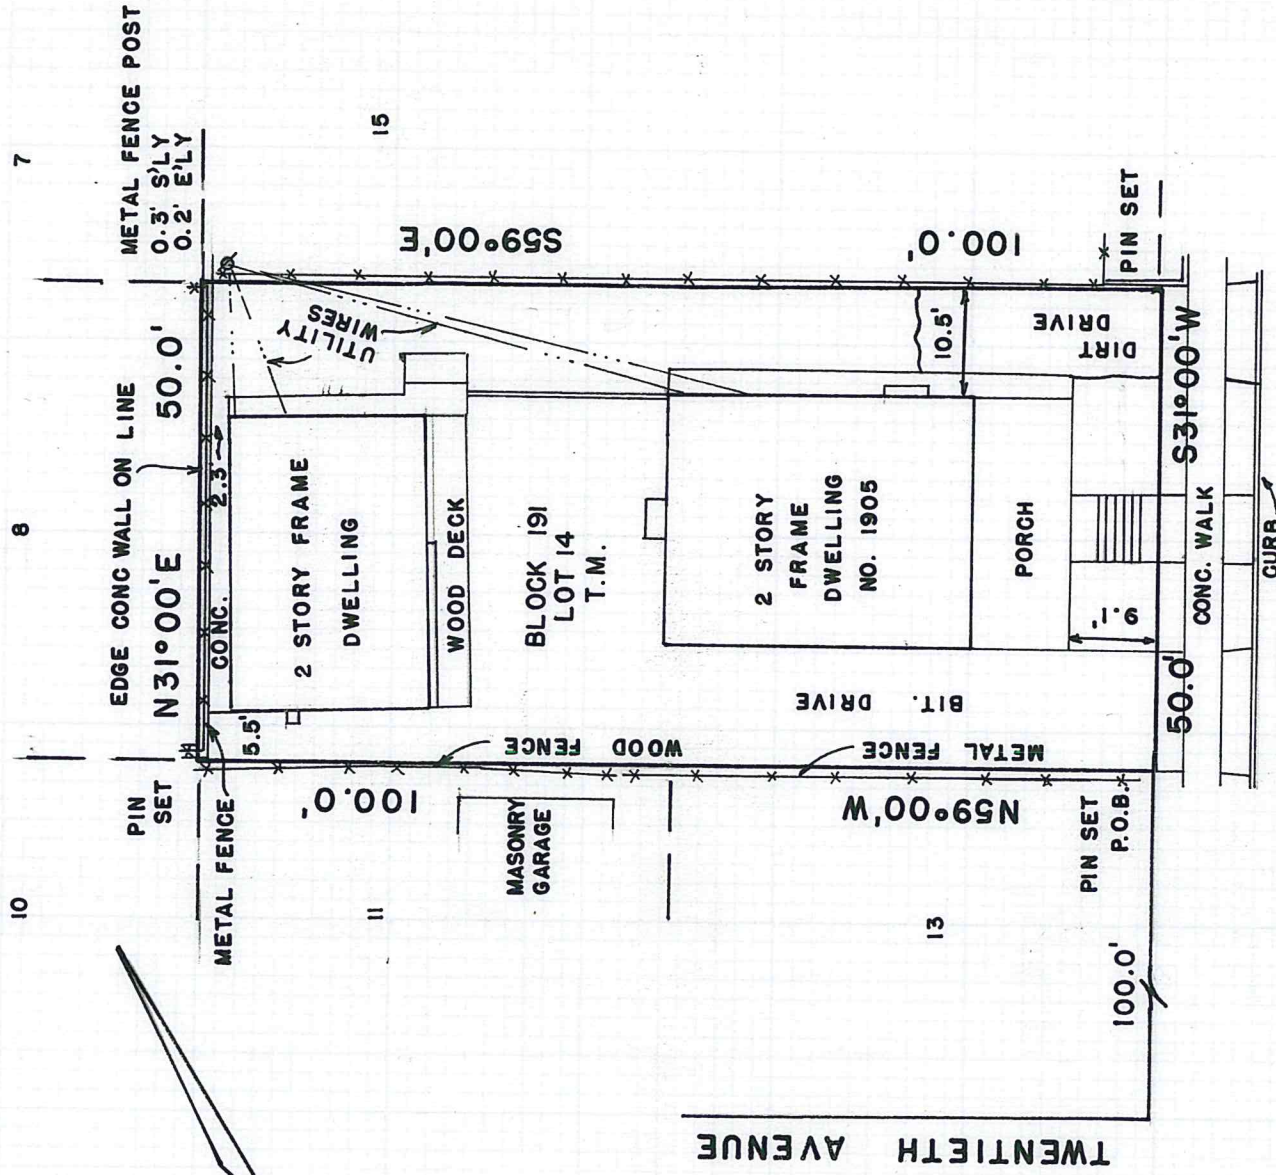 10
8
7
METAL FENCE POST
0.3' S'LY
0.2' E'LY
EDGE CONC WALL ON LINE
PIN
SET
N31°00'E 50.0'
METAL FENCE
CONC.
2.3'
5.5'
2 STORY FRAME
DWELLING
WOOD DECK
UTILITY
WIRES
15
S59°00'E
100.0'
11
100.0'
WOOD FENCE
MASONRY
GARAGE
BLOCK 191
LOT 14
T.M.
2 STORY
FRAME
DWELLING
NO. 1905
10.5'
DIRT
DRIVE
PIN SET
BIT.
DRIVE
METAL FENCE
N59°00'W
PORCH
9.1'
PIN SET
P.O.B.
13
100.0'
50.0'
S31°00'W
CONC. WALK
CURB
TWENTIETH
AVENUE